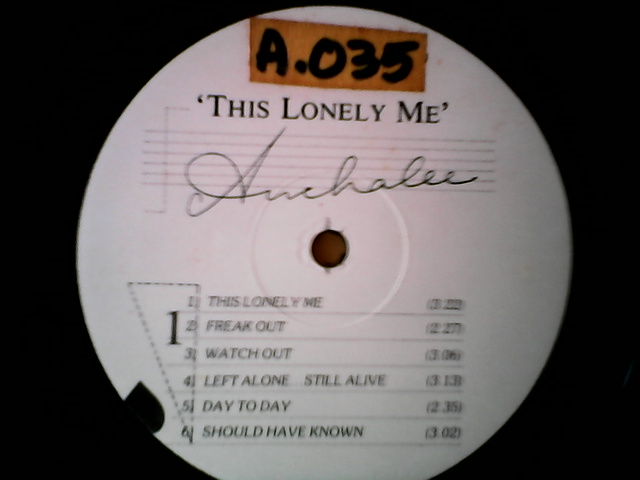 A.035
'THIS LONELY ME'
Anchalee
1
1. THIS LONELY ME (3:22)
2. FREAK OUT (2:27)
3. WATCH OUT (3:06)
4. LEFT ALONE STILL ALIVE (3:13)
5. DAY TO DAY (2:35)
6. SHOULD HAVE KNOWN (3:02)